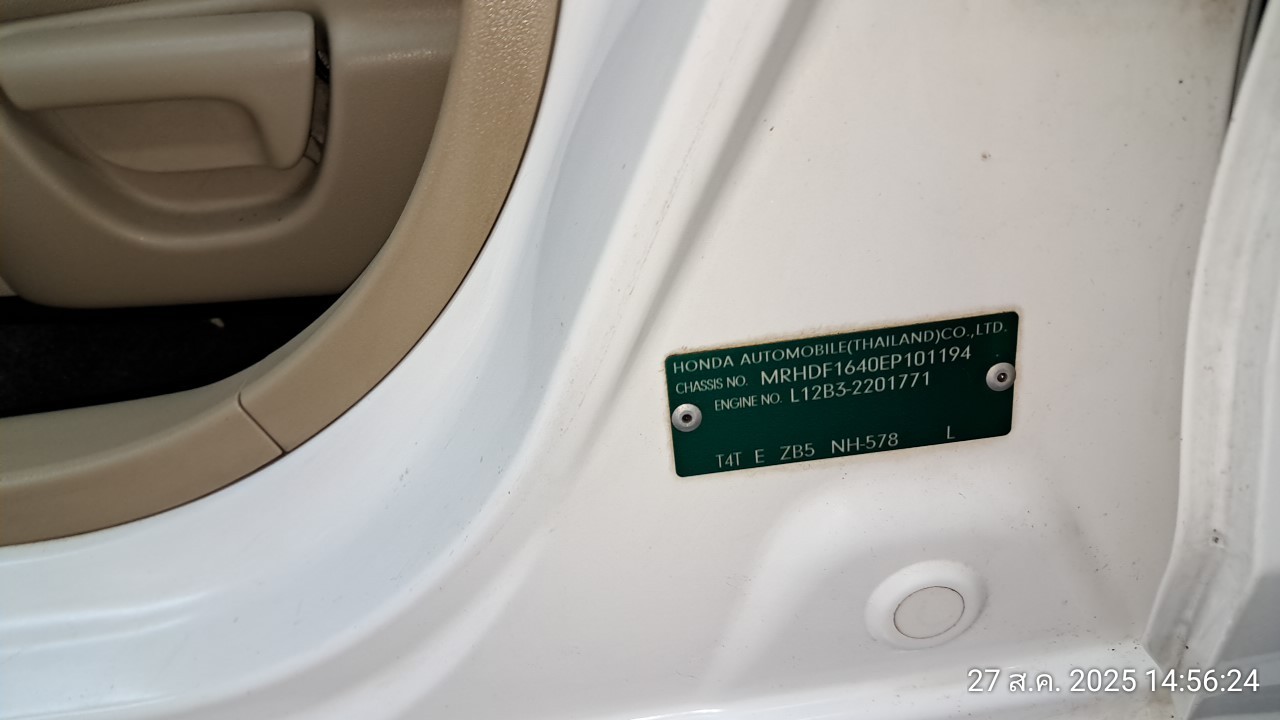 HONDA AUTOMOBILE(THAILAND)CO.,LTD.
CHASSIS NO. MRHDF1640EP101194
ENGINE NO. L12B3-2201771
T4T E ZB5 NH-578 L
27 ส.ค. 2025 14:56:24